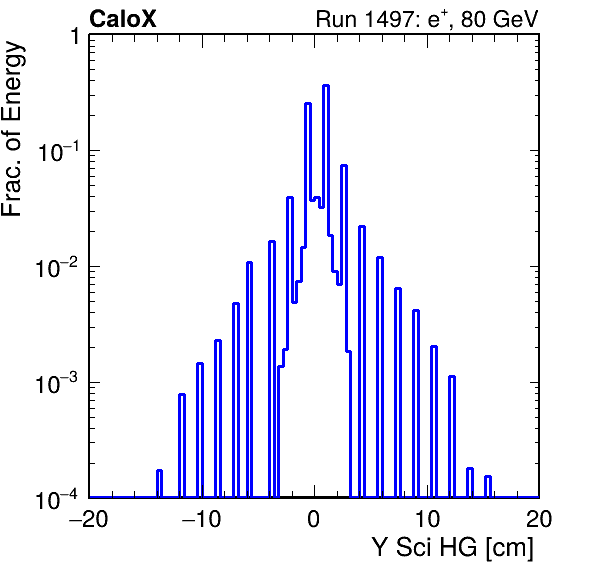 CaloX
Run 1497: e⁺, 80 GeV
Frac. of Energy
1
10⁻¹
10⁻²
10⁻³
10⁻⁴
−20 −10 0 10 20
Y Sci HG [cm]